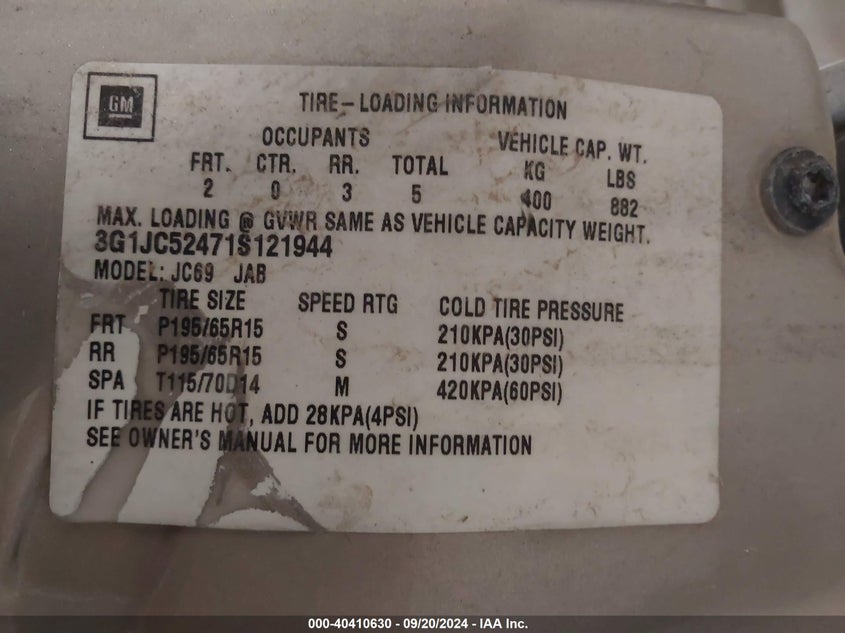 GM
TIRE-LOADING INFORMATION
OCCUPANTS VEHICLE CAP. WT.
FRT. CTR. RR. TOTAL KG LBS
2 0 3 5 400 882
MAX. LOADING @ GVWR SAME AS VEHICLE CAPACITY WEIGHT.
3G1JC52471S121944
MODEL: JC69 JAB
TIRE SIZE SPEED RTG COLD TIRE PRESSURE
FRT P195/65R15 S 210KPA(30PSI)
RR P195/65R15 S 210KPA(30PSI)
SPA T115/70D14 M 420KPA(60PSI)
IF TIRES ARE HOT, ADD 28KPA(4PSI)
SEE OWNER'S MANUAL FOR MORE INFORMATION
000-40410630 - 09/20/2024 - IAA Inc.